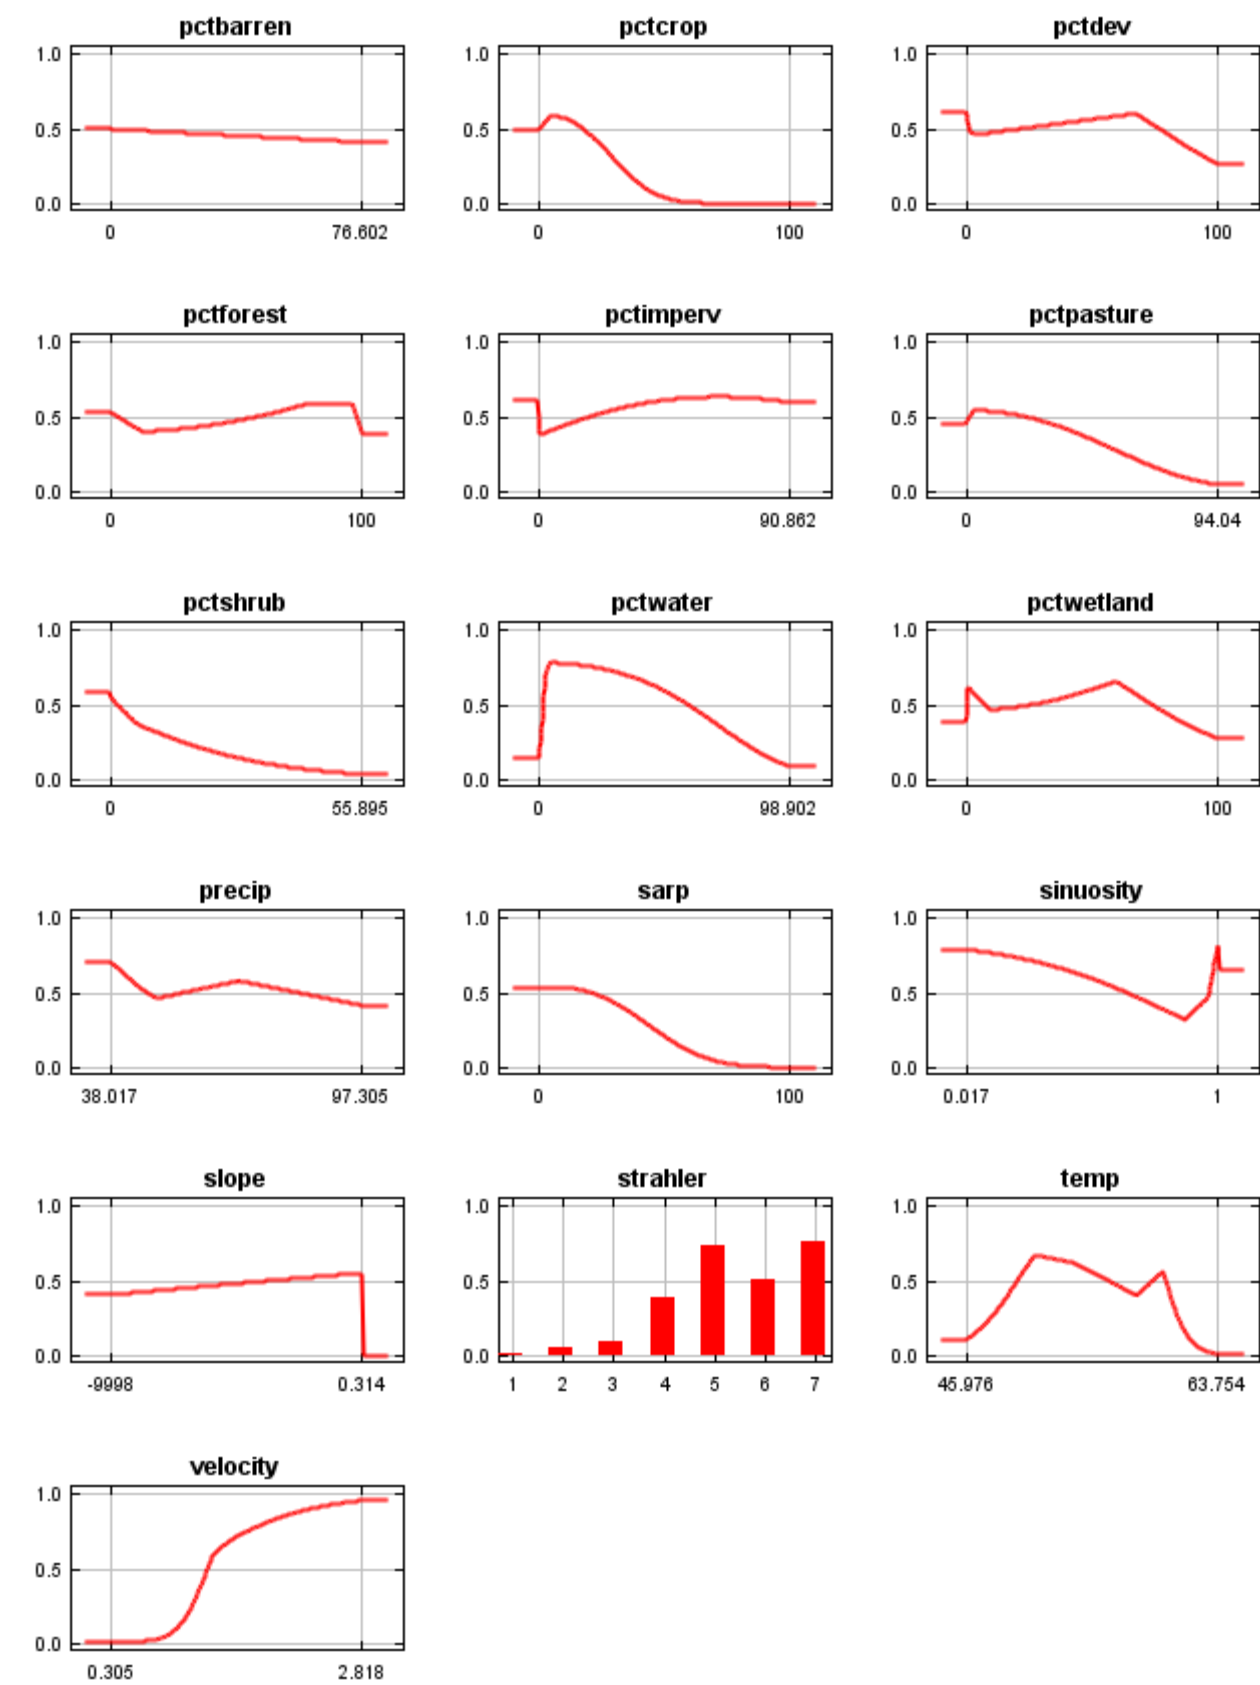 pctbarren pctcrop pctdev
1.0 1.0 1.0
0.5 0.5 0.5
0.0 0.0 0.0
0 76.602 0 100 0 100
pctforest pctimperv pctpasture
1.0 1.0 1.0
0.5 0.5 0.5
0.0 0.0 0.0
0 100 0 90.862 0 94.04
pctshrub pctwater pctwetland
1.0 1.0 1.0
0.5 0.5 0.5
0.0 0.0 0.0
0 55.895 0 98.902 0 100
precip sarp sinuosity
1.0 1.0 1.0
0.5 0.5 0.5
0.0 0.0 0.0
38.017 97.305 0 100 0.017 1
slope strahler temp
1.0 1.0 1.0
0.5 0.5 0.5
0.0 0.0 0.0
-9998 0.314 1 2 3 4 5 6 7 45.976 63.754
velocity
1.0
0.5
0.0
0.305 2.818